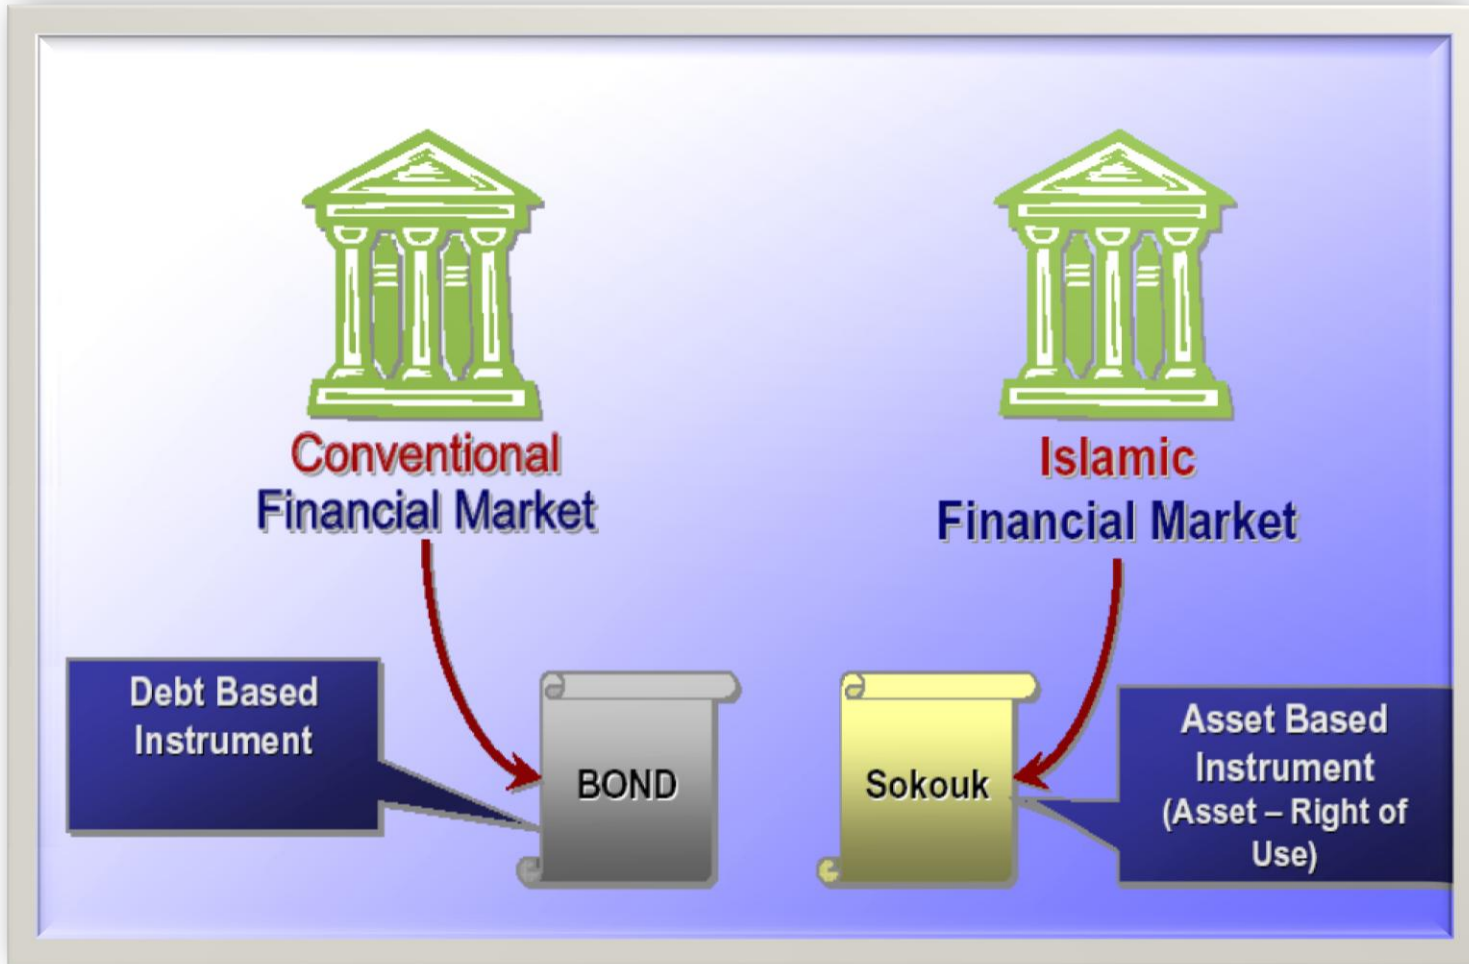 Conventional
Financial Market
Islamic
Financial Market
Debt Based
Instrument
BOND
Sokouk
Asset Based
Instrument
(Asset – Right of
Use)